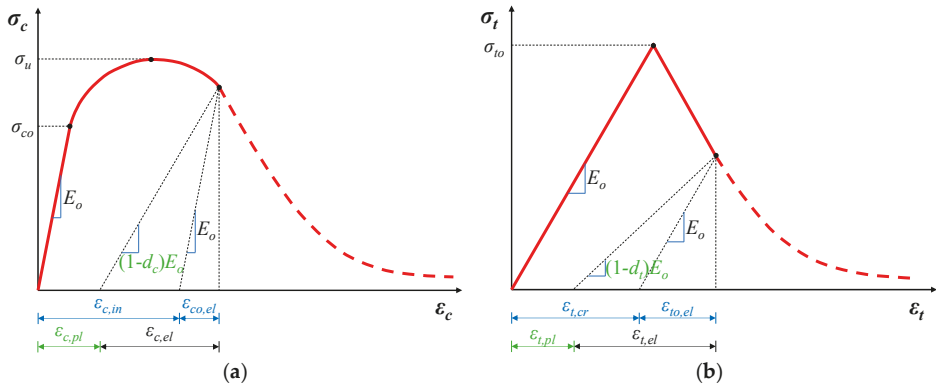 σc σt
σu σto
σco
Eo Eo Eo Eo
(1-dc)Eo (1-dt)Eo
εc εt
εc,in εco,el εt,cr εto,el
εc,pl εc,el εt,pl εt,el
(a) (b)